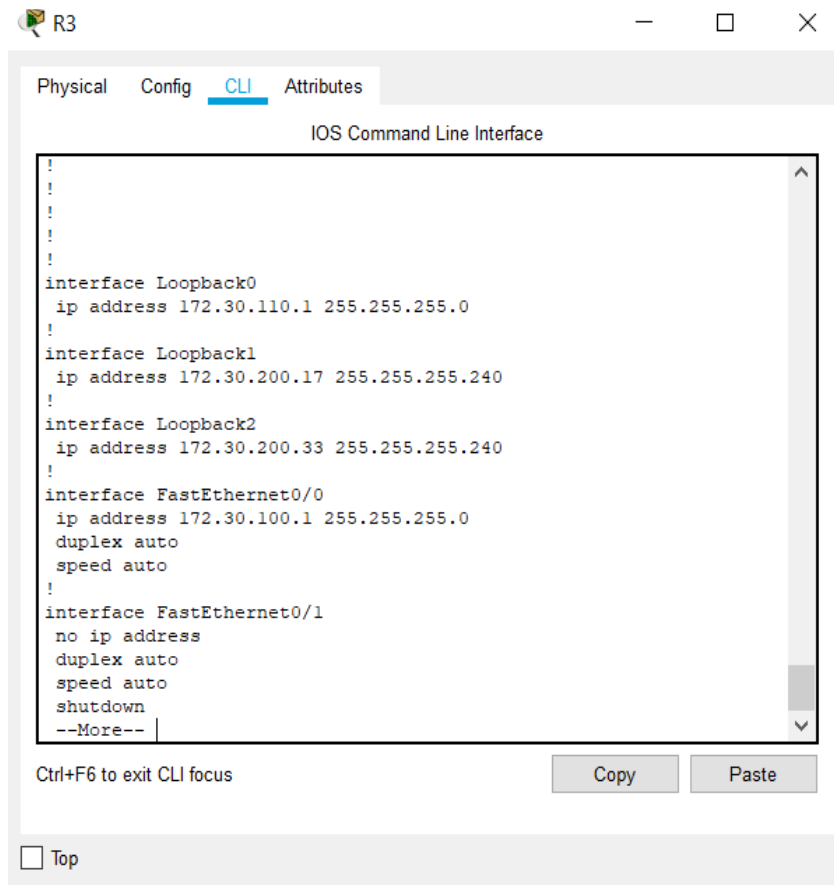 R3
Physical Config CLI Attributes
IOS Command Line Interface
!
!
!
!
!
interface Loopback0
ip address 172.30.110.1 255.255.255.0
!
interface Loopback1
ip address 172.30.200.17 255.255.255.240
!
interface Loopback2
ip address 172.30.200.33 255.255.255.240
!
interface FastEthernet0/0
ip address 172.30.100.1 255.255.255.0
duplex auto
speed auto
!
interface FastEthernet0/1
no ip address
duplex auto
speed auto
shutdown
--More--
Ctrl+F6 to exit CLI focus
Copy Paste
Top